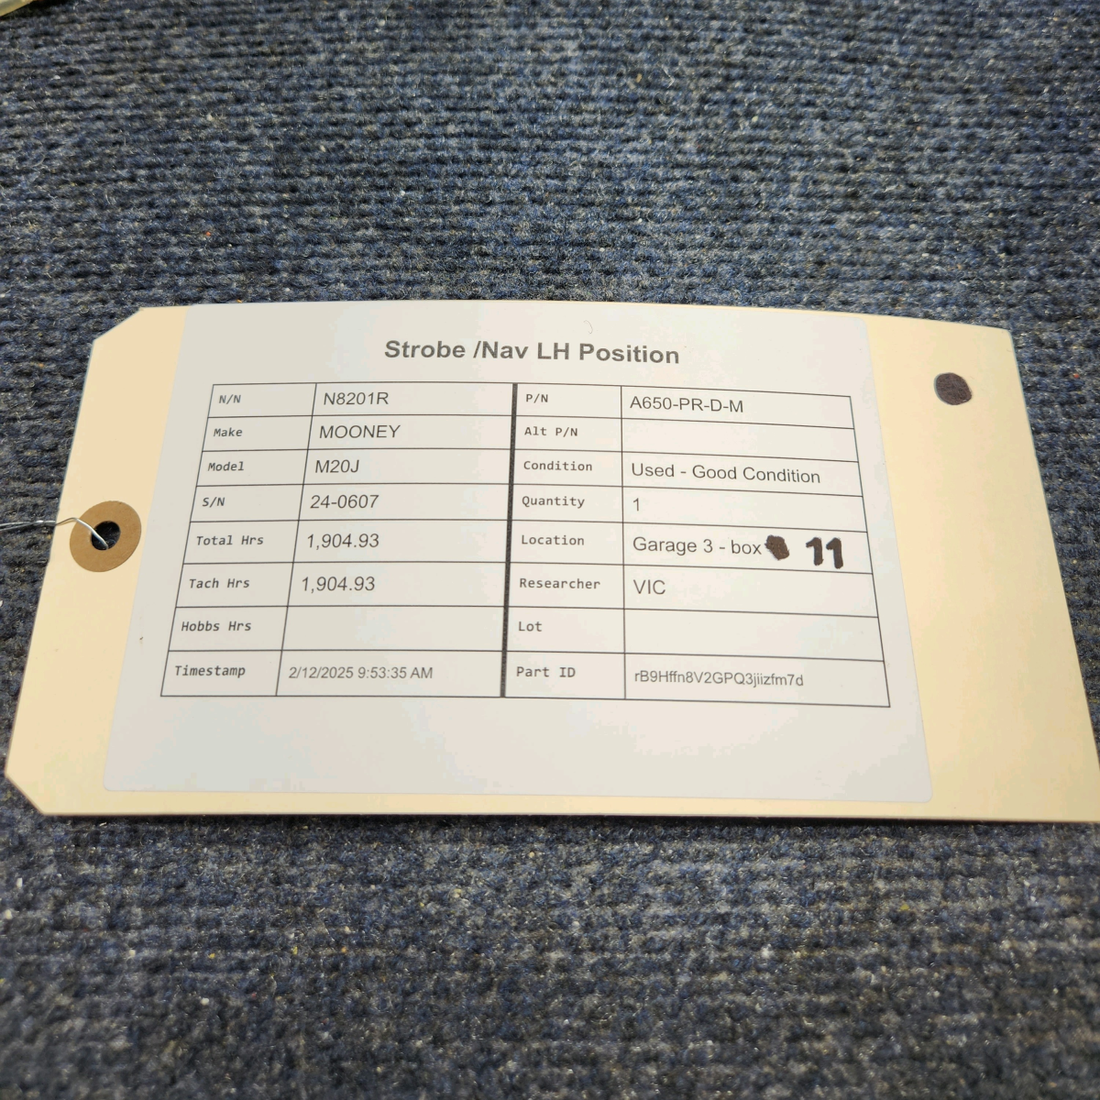 Strobe /Nav LH Position
N/N N8201R P/N A650-PR-D-M
Make MOONEY Alt P/N
Model M20J Condition Used - Good Condition
S/N 24-0607 Quantity 1
Total Hrs 1,904.93 Location Garage 3 - box 11
Tach Hrs 1,904.93 Researcher VIC
Hobbs Hrs Lot
Timestamp 2/12/2025 9:53:35 AM Part ID rB9Hffn8V2GPQ3jiizfm7d